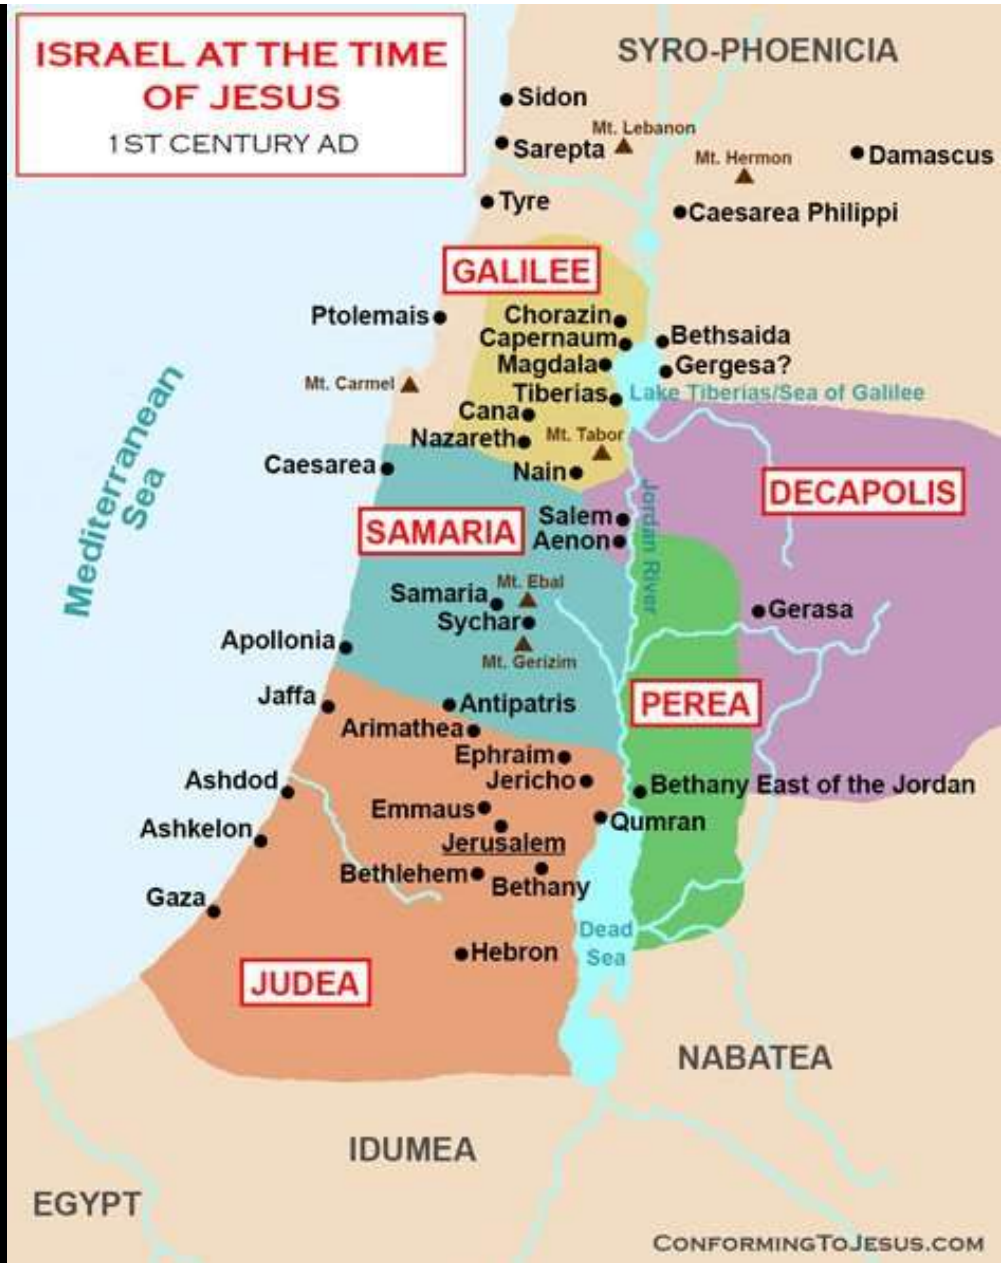 ISRAEL AT THE TIME
OF JESUS
1ST CENTURY AD
SYRO-PHOENICIA
Sidon
Mt. Lebanon
Sarepta
Mt. Hermon
Damascus
Tyre
Caesarea Philippi
GALILEE
Ptolemais
Chorazin
Capernaum
Bethsaida
Magdala
Gergesa?
Mt. Carmel
Tiberias
Lake Tiberias/Sea of Galilee
Cana
Nazareth
Mt. Tabor
Mediterranean
Sea
Caesarea
Nain
DECAPOLIS
SAMARIA
Salem
Aenon
Jordan River
Mt. Ebal
Samaria
Sychar
Gerasa
Apollonia
Mt. Gerizim
Jaffa
Antipatris
PEREA
Arimathea
Ephraim
Ashdod
Jericho
Bethany East of the Jordan
Emmaus
Qumran
Ashkelon
Jerusalem
Bethlehem
Bethany
Gaza
Dead
Sea
Hebron
JUDEA
NABATEA
IDUMEA
EGYPT
CONFORMINGTOJESUS.COM